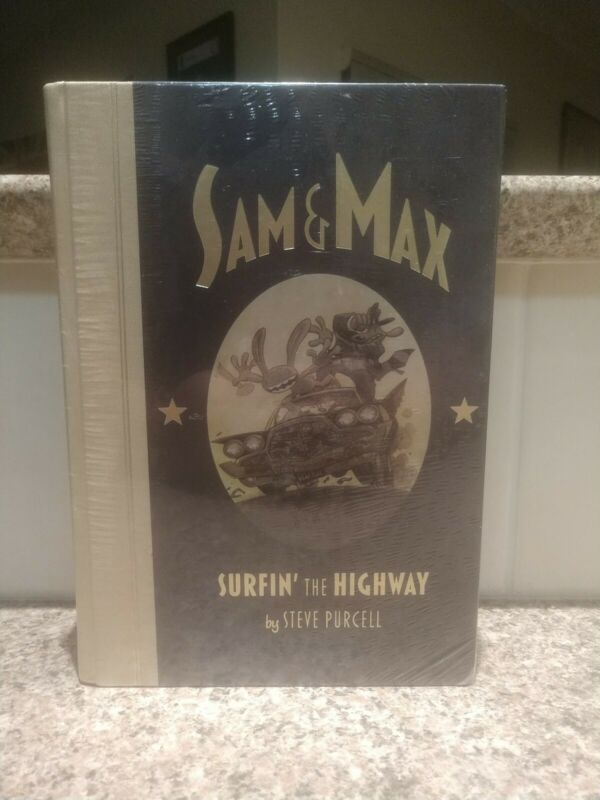 SAM & MAX
SURFIN' THE HIGHWAY
by STEVE PURCELL